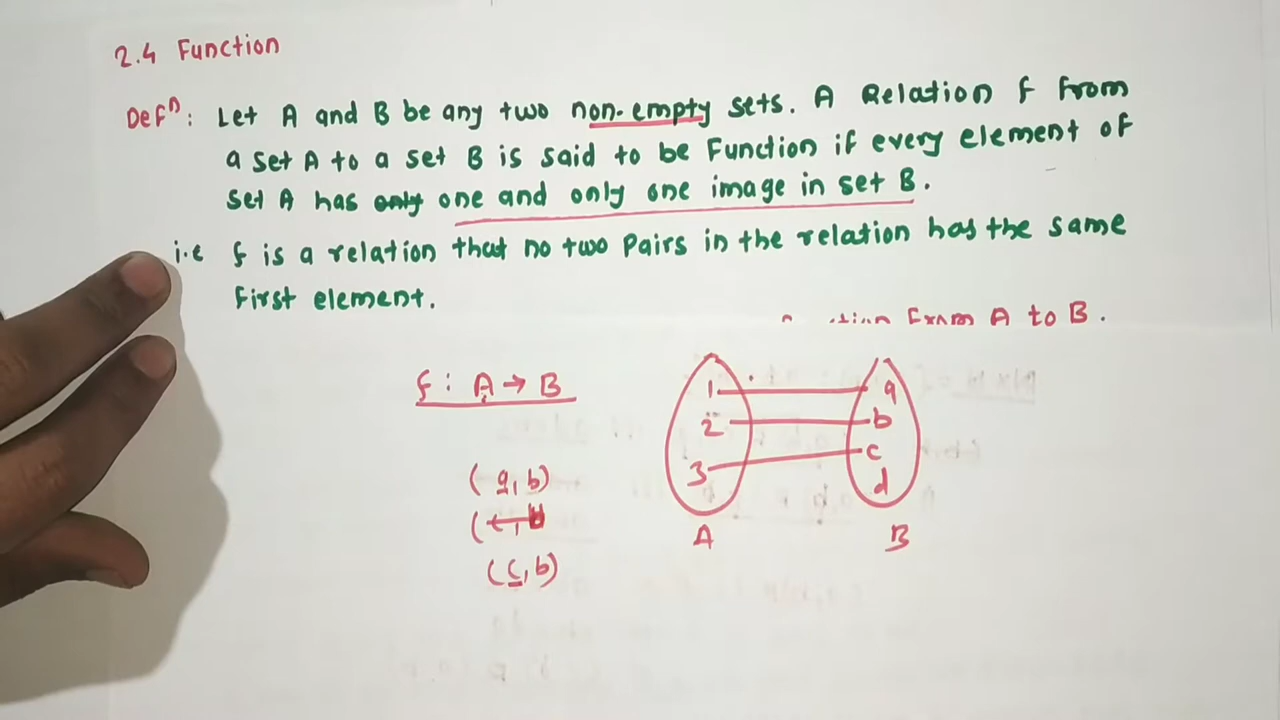 2.4 Function
Defⁿ: Let A and B be any two non-empty sets. A Relation f from
a set A to a set B is said to be Function if every element of
set A has only one and only one image in set B.
i.e f is a relation that no two Pairs in the relation has the same
First element.
From A to B.
f : A → B
1 a
2 b
3 c
d
A B
(a, b)
(c, b)